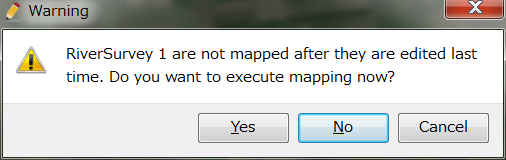 Warning
RiverSurvey 1 are not mapped after they are edited last
time. Do you want to execute mapping now?
Yes
No
Cancel